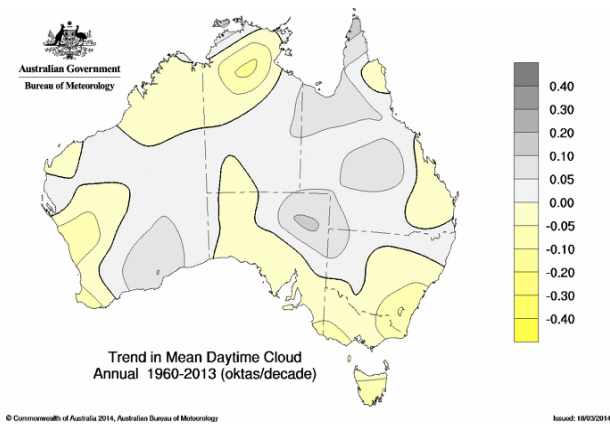 Australian Government
Bureau of Meteorology
0.40
0.30
0.20
0.10
0.05
0.00
-0.05
-0.10
-0.20
-0.30
-0.40
Trend in Mean Daytime Cloud
Annual 1960-2013 (oktas/decade)
© Commonwealth of Australia 2014, Australian Bureau of Meteorology
Issued: 18/03/2014